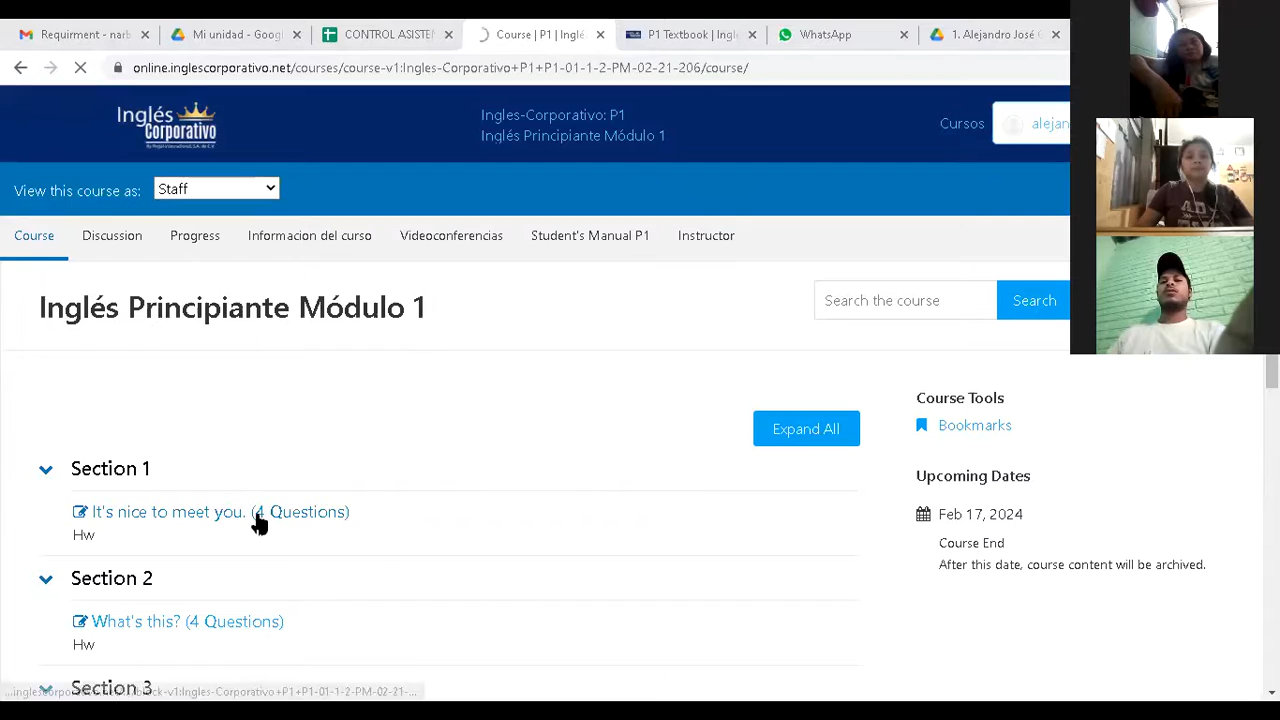 Requirment - nar
Mi unidad - Goog
CONTROL ASISTEN
Course | P1 | Inglé
P1 Textbook | Ingl
WhatsApp
1. Alejandro José
online.inglescorporativo.net/courses/course-v1:Ingles-Corporativo+P1+P1-01-1-2-PM-02-21-206/course/
Inglés
Corporativo
Ingles-Corporativo: P1
Inglés Principiante Módulo 1
Cursos
alejan
View this course as:
Staff
Course
Discussion
Progress
Informacion del curso
Videoconferencias
Student's Manual P1
Instructor
Inglés Principiante Módulo 1
Search the course
Search
Expand All
Course Tools
Bookmarks
Upcoming Dates
Feb 17, 2024
Course End
After this date, course content will be archived.
Section 1
It's nice to meet you. (4 Questions)
Hw
Section 2
What's this? (4 Questions)
Hw
Section 3